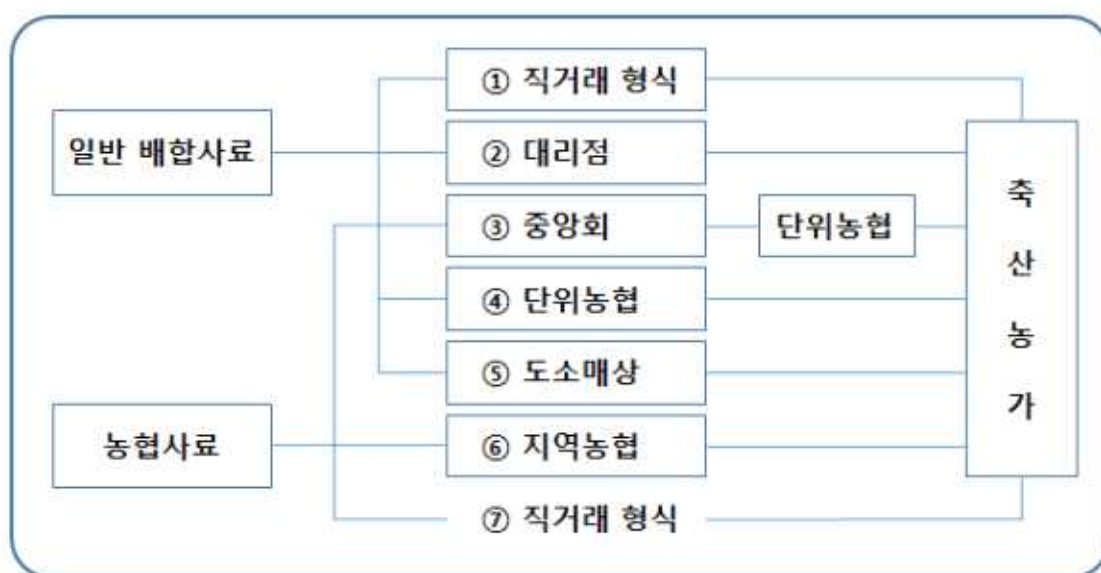 ① 직거래 형식
일반 배합사료
② 대리점
③ 중앙회
단위농협
④ 단위농협
⑤ 도소매상
농협사료
⑥ 지역농협
⑦ 직거래 형식
축
산
농
가